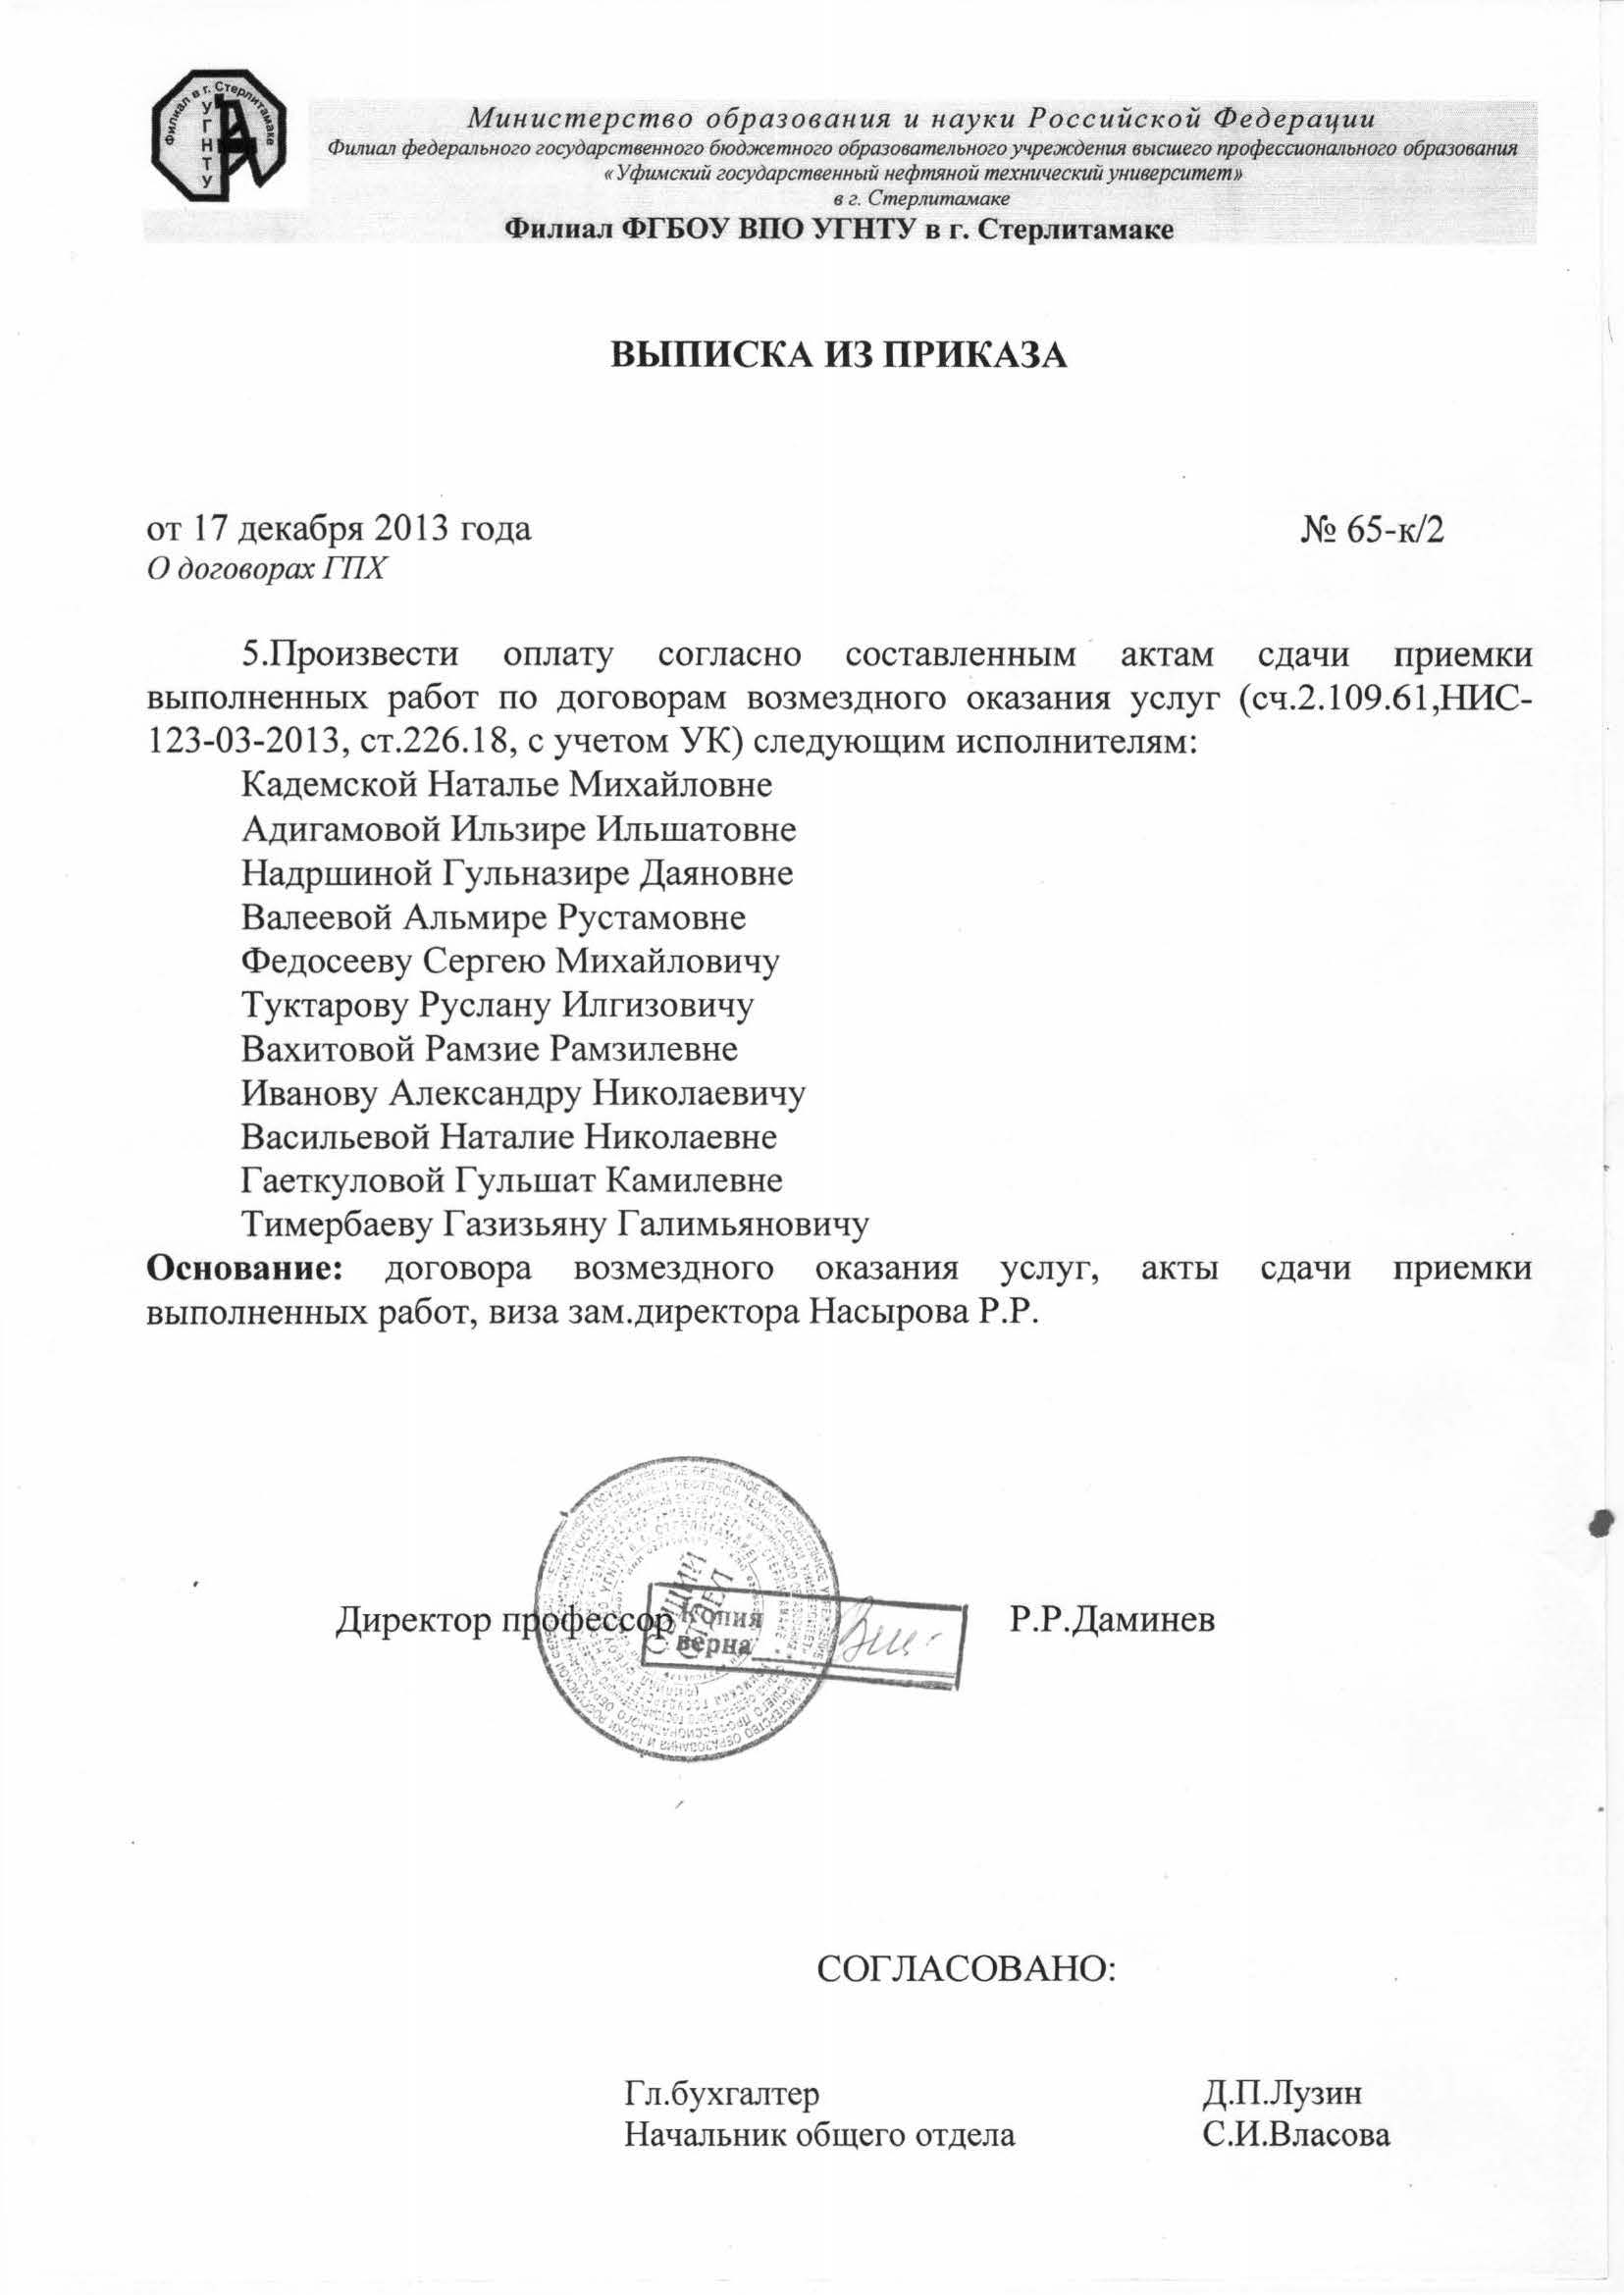 Филиал в г. Стерлитамаке
УГНТУ
Министерство образования и науки Российской Федерации
Филиал федерального государственного бюджетного образовательного учреждения высшего профессионального образования
«Уфимский государственный нефтяной технический университет»
в г. Стерлитамаке
Филиал ФГБОУ ВПО УГНТУ в г. Стерлитамаке
ВЫПИСКА ИЗ ПРИКАЗА
от 17 декабря 2013 года № 65-к/2
О договорах ГПХ
5.Произвести оплату согласно составленным актам сдачи приемки
выполненных работ по договорам возмездного оказания услуг (сч.2.109.61,НИС-
123-03-2013, ст.226.18, с учетом УК) следующим исполнителям:
Кадемской Наталье Михайловне
Адигамовой Ильзире Ильшатовне
Надршиной Гульназире Даяновне
Валеевой Альмире Рустамовне
Федосееву Сергею Михайловичу
Туктарову Руслану Илгизовичу
Вахитовой Рамзие Рамзилевне
Иванову Александру Николаевичу
Васильевой Наталие Николаевне
Гаеткуловой Гульшат Камилевне
Тимербаеву Газизьяну Галимьяновичу
Основание: договора возмездного оказания услуг, акты сдачи приемки
выполненных работ, виза зам.директора Насырова Р.Р.
Директор профессор Р.Р.Даминев
ОБЩИЙ
ОТДЕЛ
Копия
верна
СОГЛАСОВАНО:
Гл.бухгалтер Д.П.Лузин
Начальник общего отдела С.И.Власова